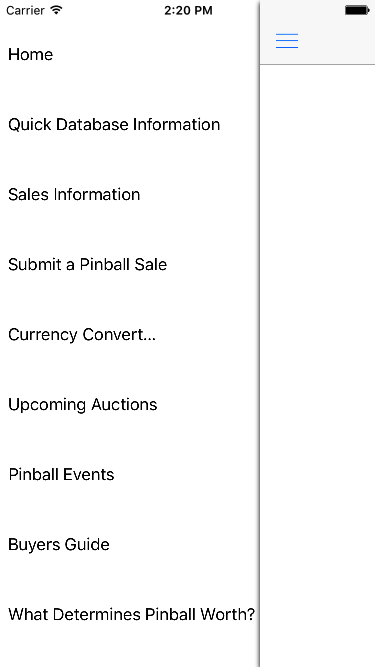 Carrier 2:20 PM
Home
Quick Database Information
Sales Information
Submit a Pinball Sale
Currency Convert...
Upcoming Auctions
Pinball Events
Buyers Guide
What Determines Pinball Worth?